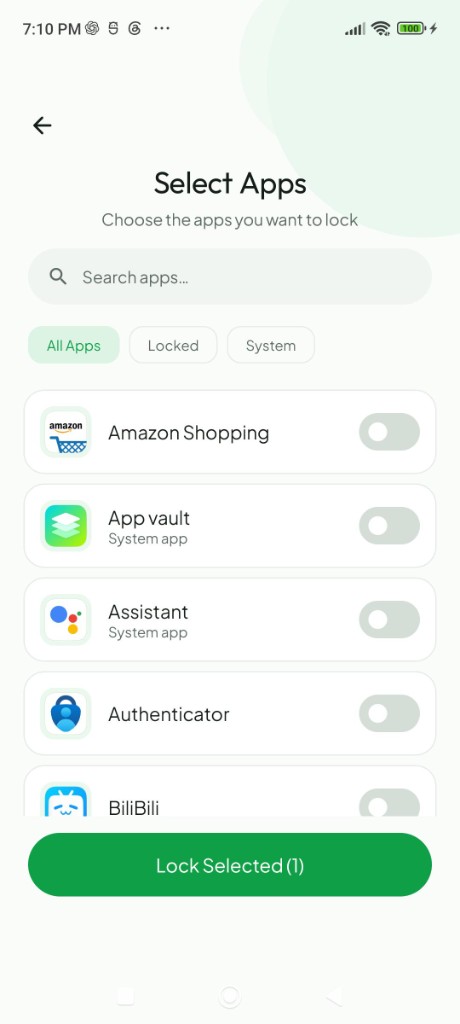 7:10 PM
100
Select Apps
Choose the apps you want to lock
Search apps...
All Apps
Locked
System
amazon
Amazon Shopping
App vault
System app
Assistant
System app
Authenticator
BiliBili
Lock Selected (1)